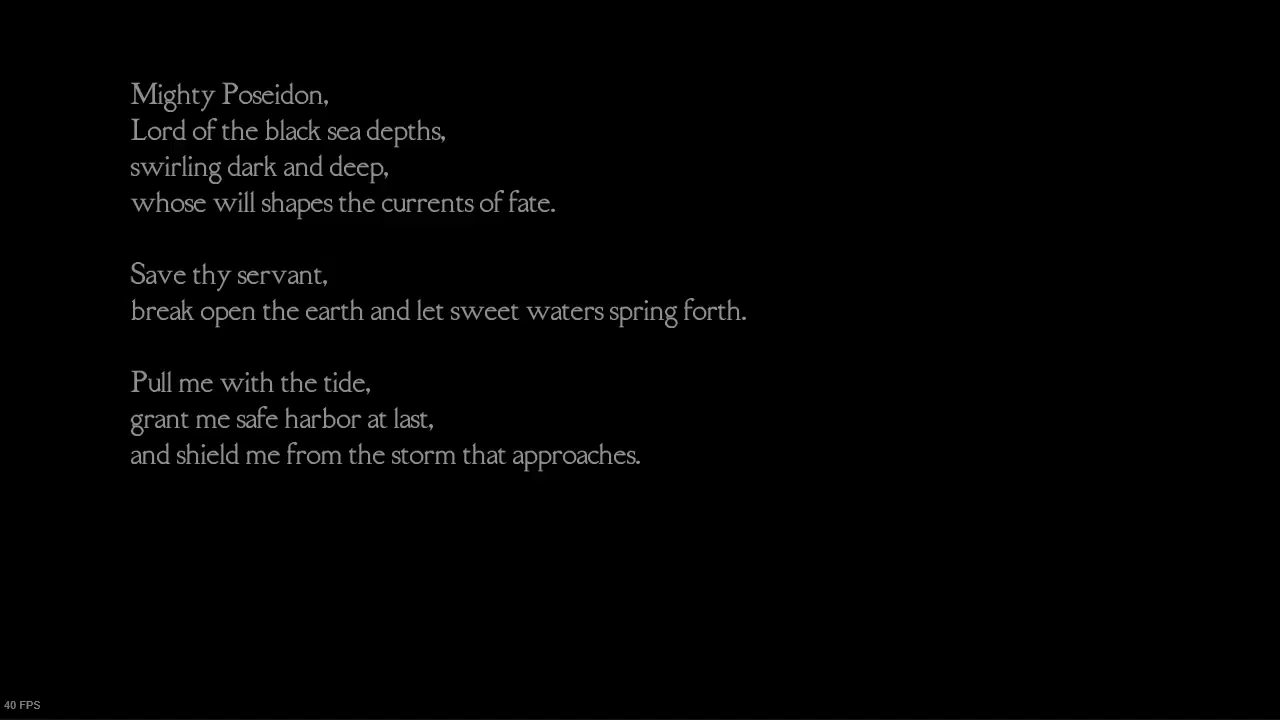 Mighty Poseidon,
Lord of the black sea depths,
swirling dark and deep,
whose will shapes the currents of fate.
Save thy servant,
break open the earth and let sweet waters spring forth.
Pull me with the tide,
grant me safe harbor at last,
and shield me from the storm that approaches.
40 FPS